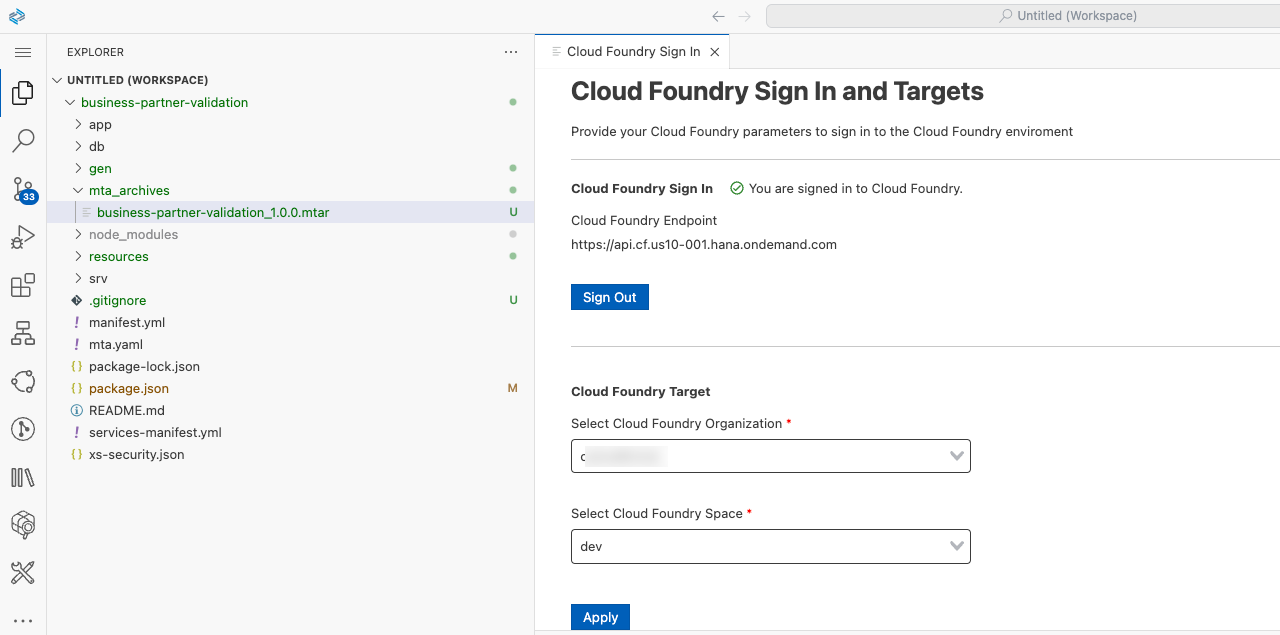 Untitled (Workspace)
EXPLORER
UNTITLED (WORKSPACE)
business-partner-validation
app
db
gen
mta_archives
business-partner-validation_1.0.0.mtar U
node_modules
resources
srv
.gitignore U
! manifest.yml
! mta.yaml
{} package-lock.json
{} package.json M
README.md
! services-manifest.yml
{} xs-security.json
33
Cloud Foundry Sign In
Cloud Foundry Sign In and Targets
Provide your Cloud Foundry parameters to sign in to the Cloud Foundry enviroment
Cloud Foundry Sign In You are signed in to Cloud Foundry.
Cloud Foundry Endpoint
https://api.cf.us10-001.hana.ondemand.com
Sign Out
Cloud Foundry Target
Select Cloud Foundry Organization *
Select Cloud Foundry Space *
dev
Apply